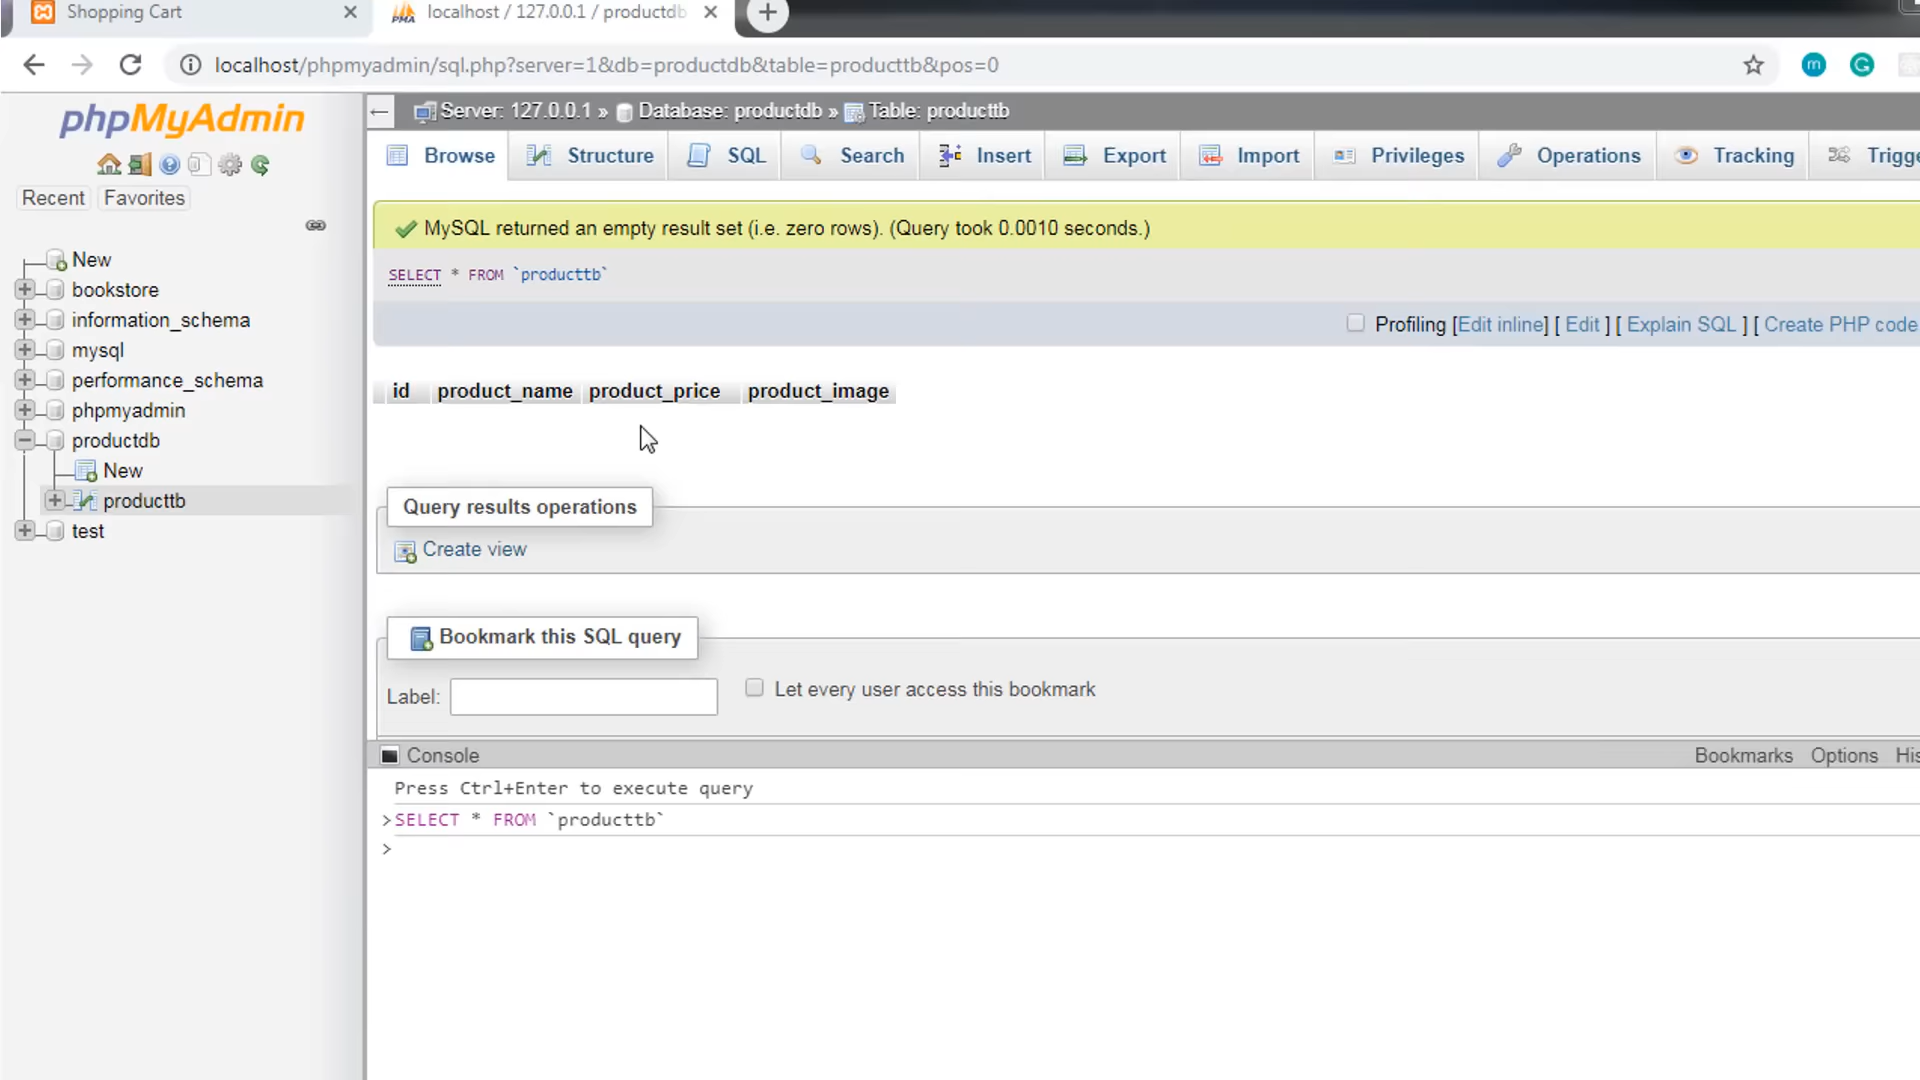 Shopping Cart
PMA localhost / 127.0.0.1 / productdb
localhost/phpmyadmin/sql.php?server=1&db=productdb&table=producttb&pos=0
m G
phpMyAdmin
Server: 127.0.0.1 » Database: productdb » Table: producttb
Browse Structure SQL Search Insert Export Import Privileges Operations Tracking Trigge
Recent Favorites
MySQL returned an empty result set (i.e. zero rows). (Query took 0.0010 seconds.)
SELECT * FROM `producttb`
Profiling [Edit inline] [ Edit ] [ Explain SQL ] [ Create PHP code
New
bookstore
information_schema
mysql
performance_schema
phpmyadmin
productdb
New
producttb
test
id product_name product_price product_image
Query results operations
Create view
Bookmark this SQL query
Label:
Let every user access this bookmark
Console
Bookmarks Options His
Press Ctrl+Enter to execute query
>SELECT * FROM `producttb`
>